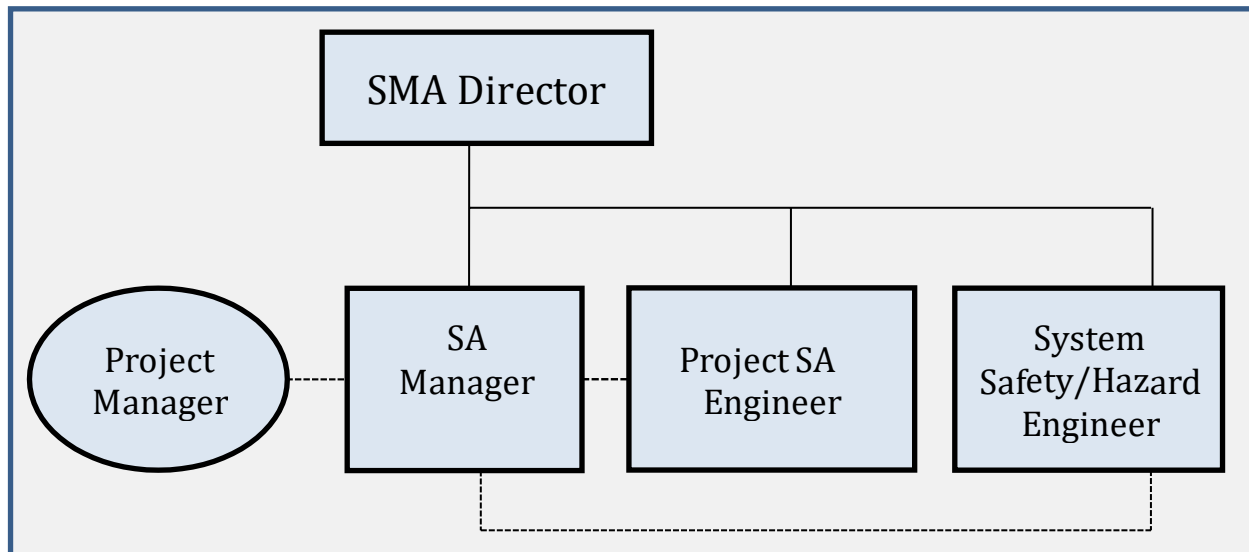 SMA Director
Project
Manager
SA
Manager
Project SA
Engineer
System
Safety/Hazard
Engineer